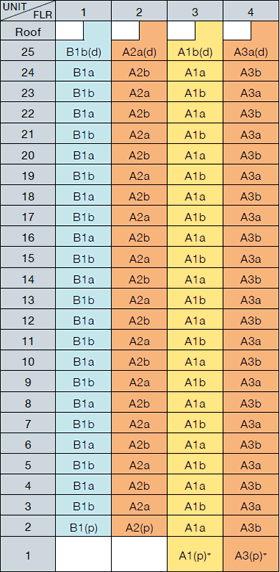 UNIT
FLR 1 2 3 4
Roof
25 B1b(d) A2a(d) A1b(d) A3a(d)
24 B1a A2b A1a A3b
23 B1b A2a A1b A3a
22 B1a A2b A1a A3b
21 B1b A2a A1b A3a
20 B1a A2b A1a A3b
19 B1b A2a A1b A3a
18 B1a A2b A1a A3b
17 B1b A2a A1b A3a
16 B1a A2b A1a A3b
15 B1b A2a A1b A3a
14 B1a A2b A1a A3b
13 B1b A2a A1b A3a
12 B1a A2b A1a A3b
11 B1b A2a A1b A3a
10 B1a A2b A1a A3b
9 B1b A2a A1b A3a
8 B1a A2b A1a A3b
7 B1b A2a A1b A3a
6 B1a A2b A1a A3b
5 B1b A2a A1b A3a
4 B1a A2b A1a A3b
3 B1b A2a A1b A3a
2 B1(p) A2(p) A1a A3b
1 A1(p)* A3(p)*